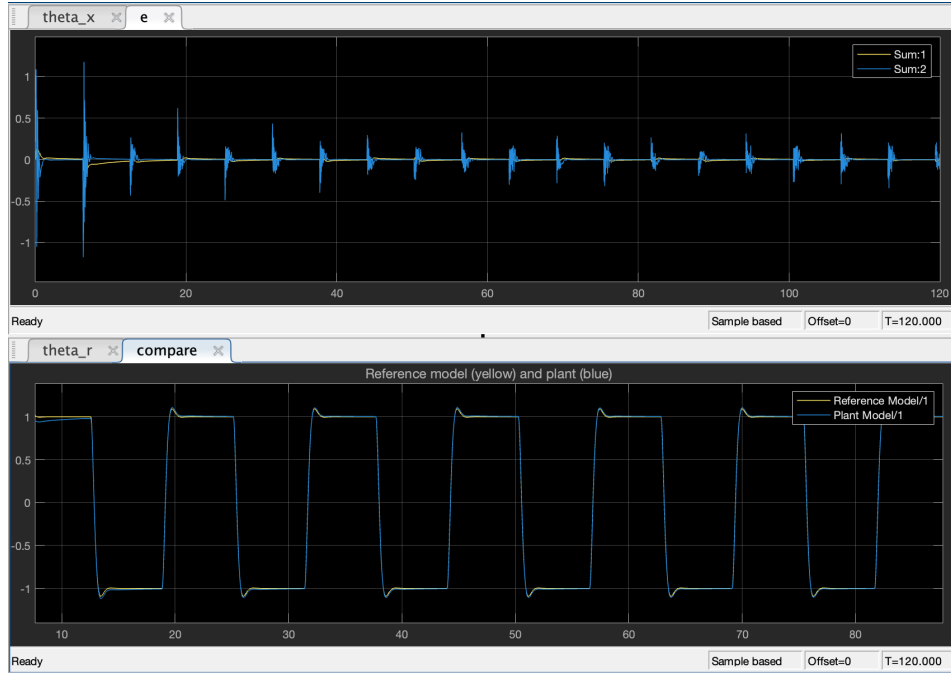 theta_x e
Sum:1
Sum:2
1
0.5
0
-0.5
-1
0 20 40 60 80 100 120
Ready Sample based Offset=0 T=120.000
theta_r compare
Reference model (yellow) and plant (blue)
Reference Model/1
Plant Model/1
1
0.5
0
-0.5
-1
10 20 30 40 50 60 70 80
Ready Sample based Offset=0 T=120.000